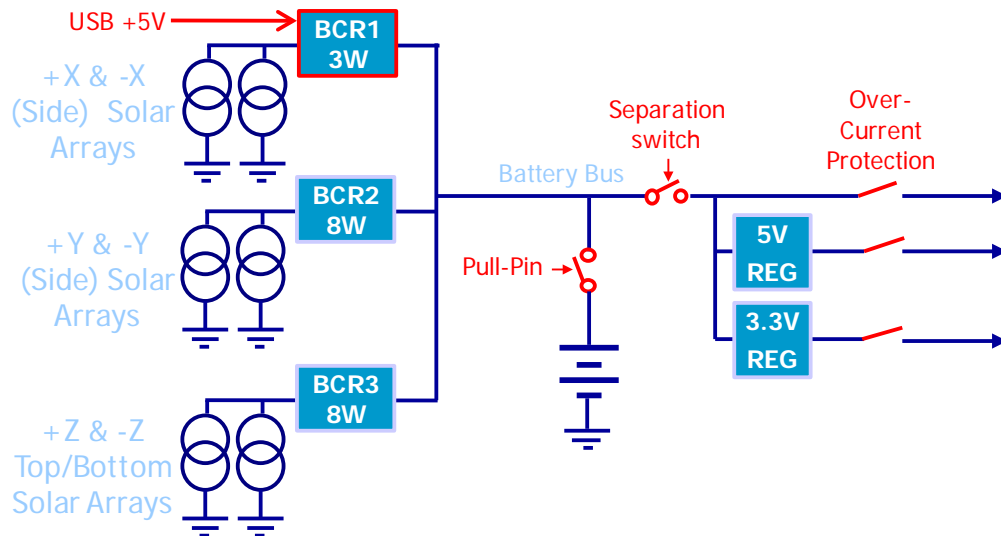 USB +5V
BCR1
3W
+X & -X
(Side) Solar
Arrays
Separation
switch
Over-
Current
Protection
Battery Bus
BCR2
8W
+Y & -Y
(Side) Solar
Arrays
Pull-Pin
5V
REG
3.3V
REG
BCR3
8W
+Z & -Z
Top/Bottom
Solar Arrays